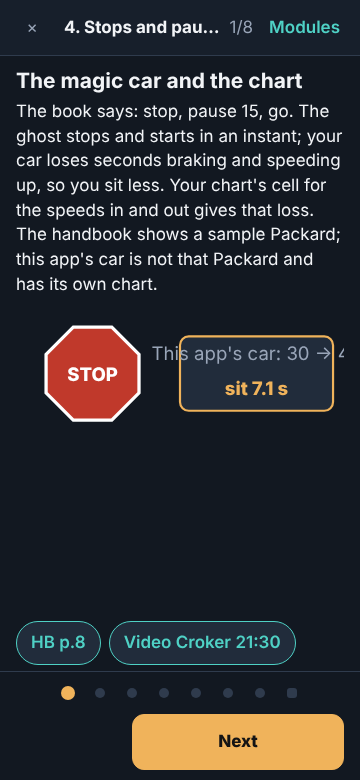 × 4. Stops and pau... 1/8 Modules
The magic car and the chart
The book says: stop, pause 15, go. The
ghost stops and starts in an instant; your
car loses seconds braking and speeding
up, so you sit less. Your chart's cell for
the speeds in and out gives that loss.
The handbook shows a sample Packard;
this app's car is not that Packard and
has its own chart.
This app's car: 30 → 4
STOP
sit 7.1 s
HB p.8 Video Croker 21:30
Next